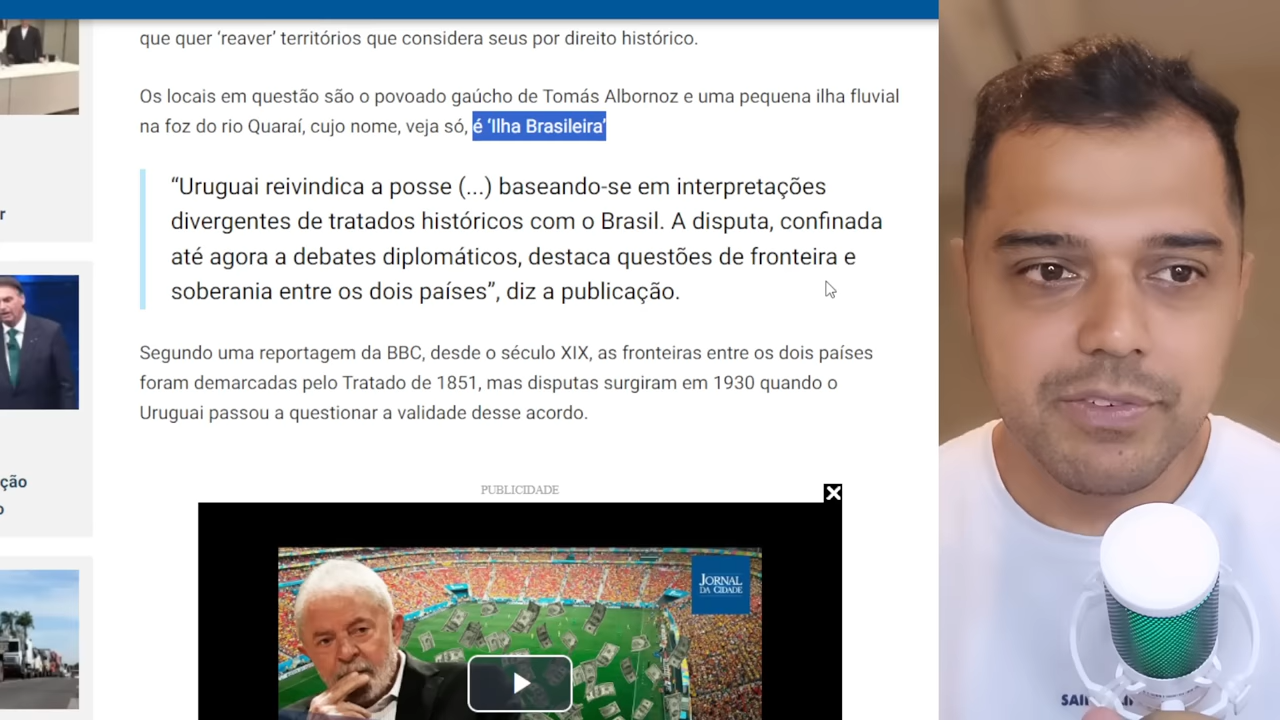 que quer ‘reaver’ territórios que considera seus por direito histórico.
Os locais em questão são o povoado gaúcho de Tomás Albornoz e uma pequena ilha fluvial
na foz do rio Quaraí, cujo nome, veja só, é ‘Ilha Brasileira’
“Uruguai reivindica a posse (...) baseando-se em interpretações
divergentes de tratados históricos com o Brasil. A disputa, confinada
até agora a debates diplomáticos, destaca questões de fronteira e
soberania entre os dois países”, diz a publicação.
Segundo uma reportagem da BBC, desde o século XIX, as fronteiras entre os dois países
foram demarcadas pelo Tratado de 1851, mas disputas surgiram em 1930 quando o
Uruguai passou a questionar a validade desse acordo.
r
ção
o
PUBLICIDADE
JORNAL
DA CIDADE